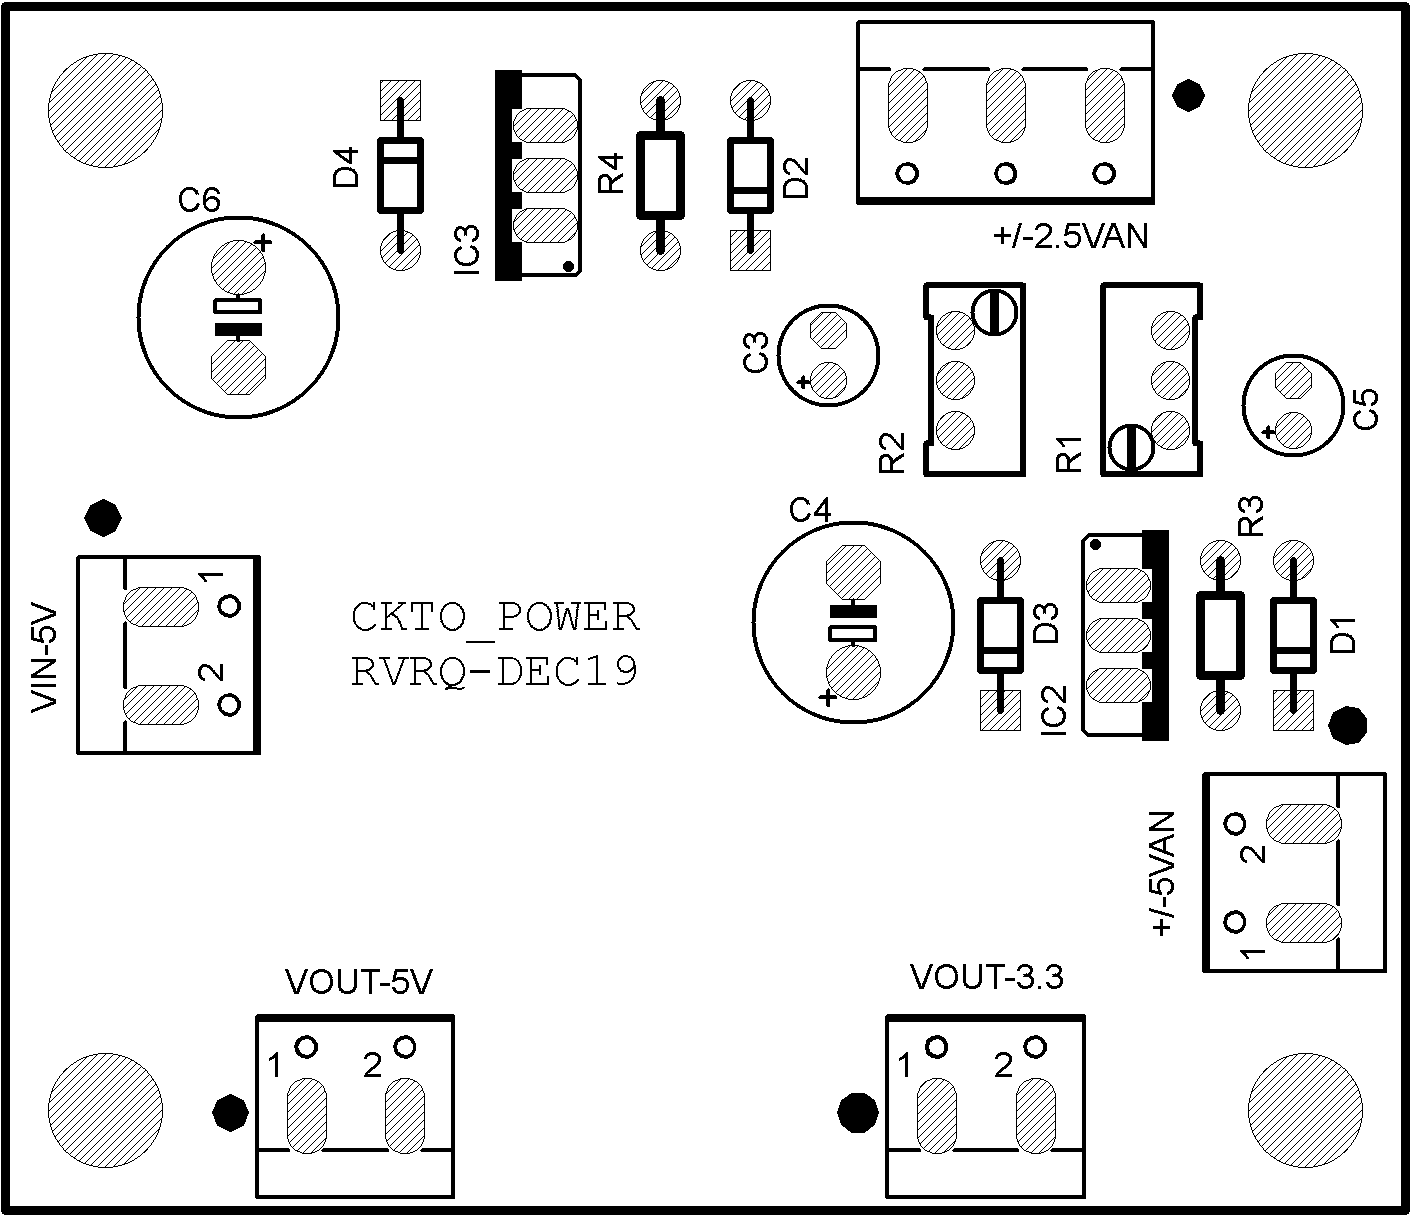 C6
+
D4
IC3
R4
D2
+/-2.5VAN
C3
+
R2
R1
C5
+
VIN-5V
1
2
CKTO_POWER
RVRQ-DEC19
C4
+
D3
IC2
R3
D1
+/-5VAN
2
1
VOUT-5V
1 2
VOUT-3.3
1 2